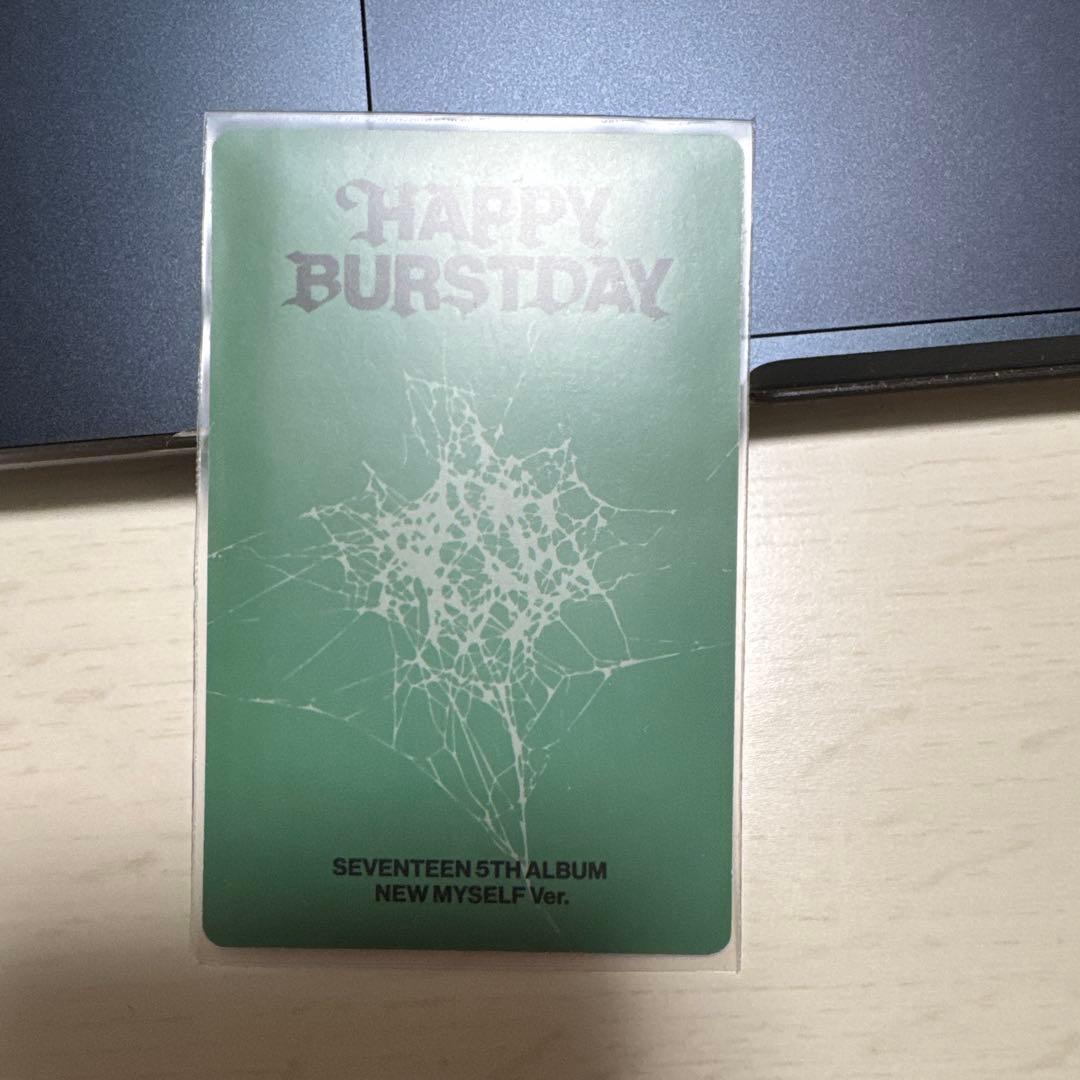 HAPPY
BURSTDAY
SEVENTEEN 5TH ALBUM
NEW MYSELF Ver.